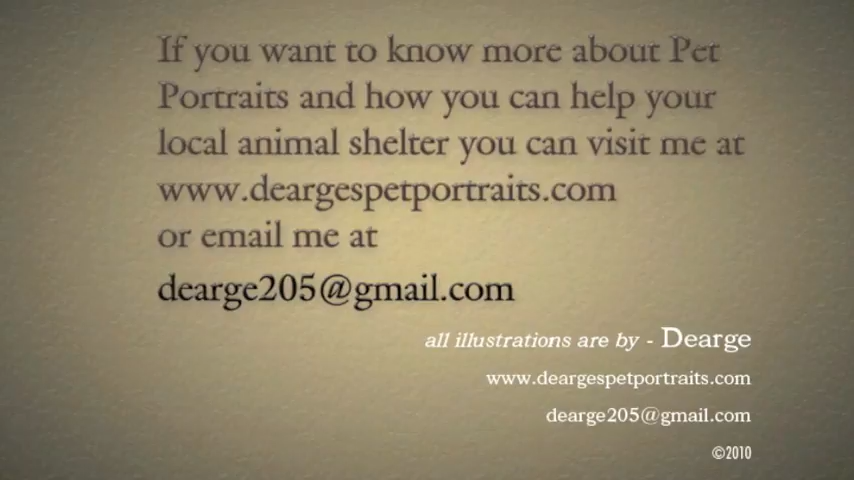 If you want to know more about Pet
Portraits and how you can help your
local animal shelter you can visit me at
www.deargespetportraits.com
or email me at
dearge205@gmail.com
all illustrations are by - Dearge
www.deargespetportraits.com
dearge205@gmail.com
©2010